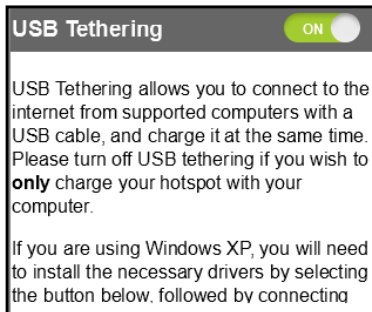 USB Tethering
ON
USB Tethering allows you to connect to the
internet from supported computers with a
USB cable, and charge it at the same time.
Please turn off USB tethering if you wish to
only charge your hotspot with your
computer.
If you are using Windows XP, you will need
to install the necessary drivers by selecting
the button below, followed by connecting